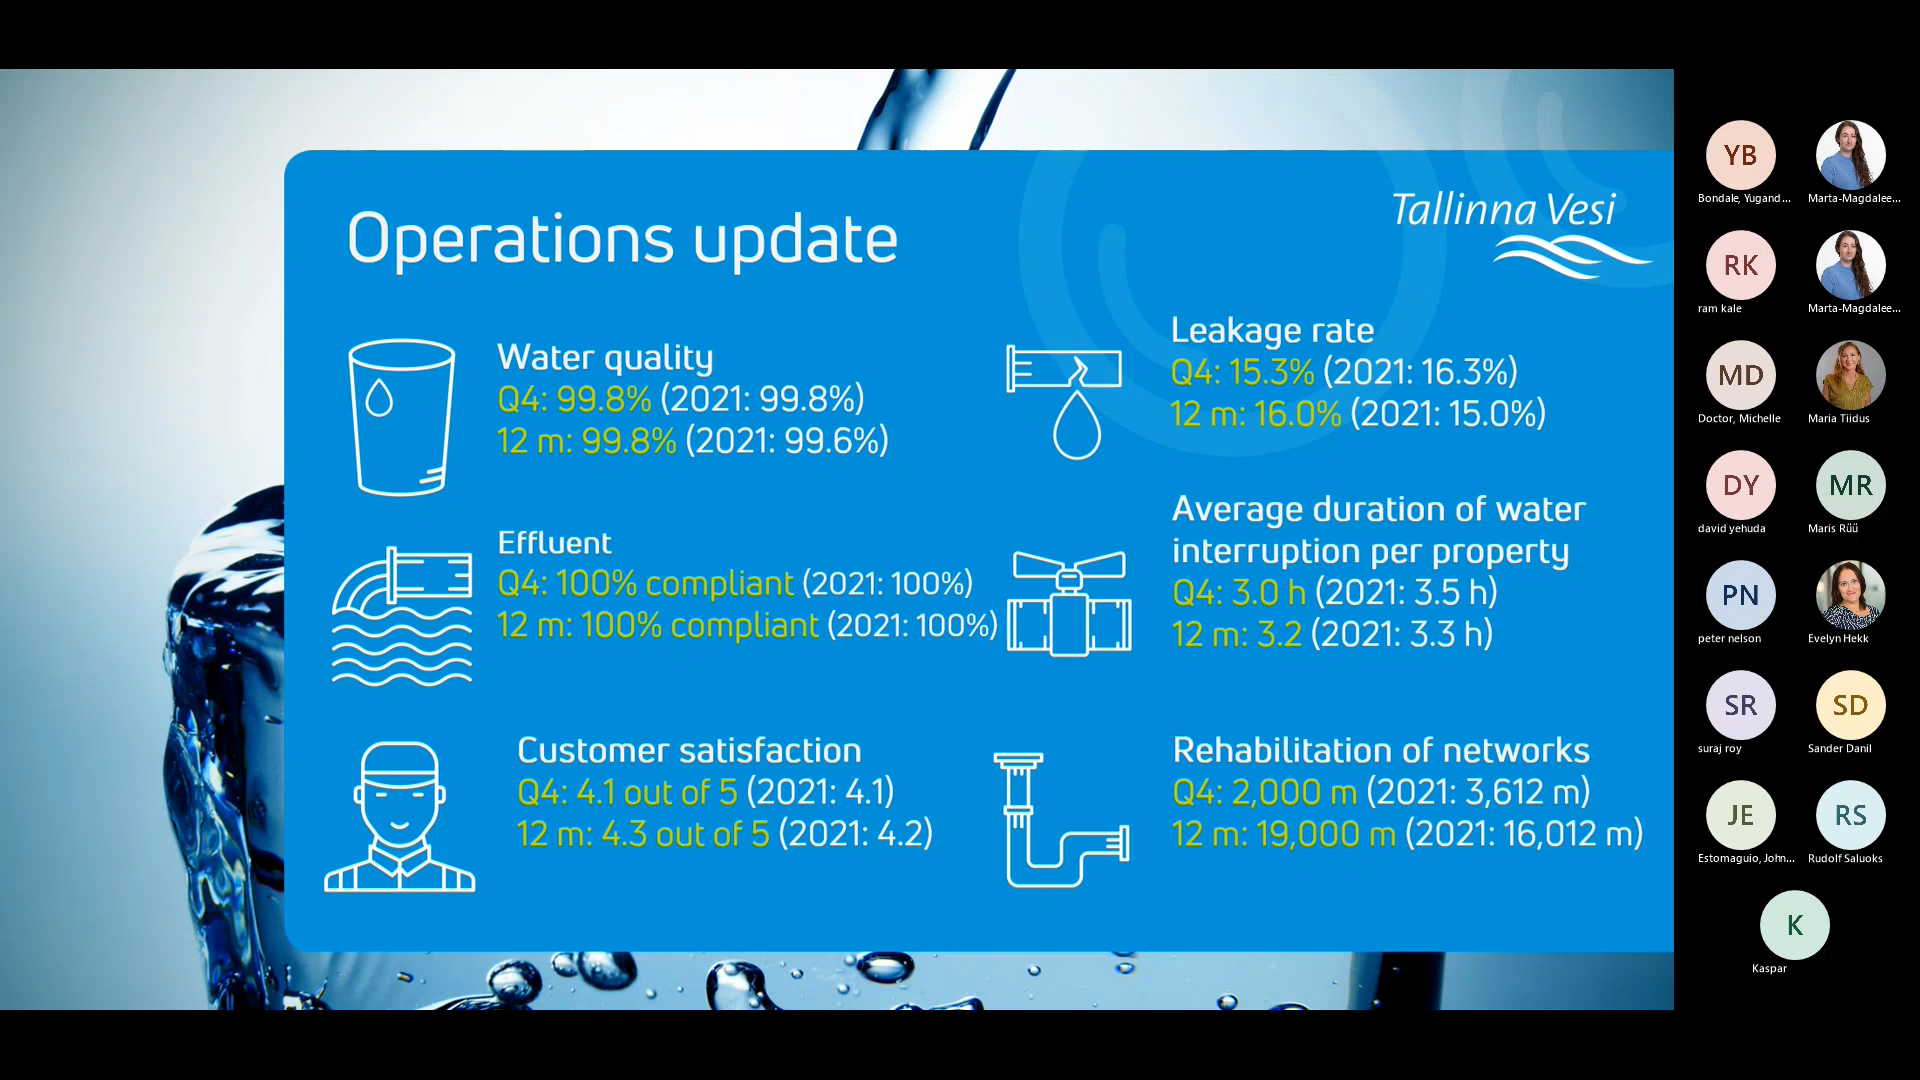 Operations update
Tallinna Vesi
Water quality
Q4: 99.8% (2021: 99.8%)
12 m: 99.8% (2021: 99.6%)
Effluent
Q4: 100% compliant (2021: 100%)
12 m: 100% compliant (2021: 100%)
Customer satisfaction
Q4: 4.1 out of 5 (2021: 4.1)
12 m: 4.3 out of 5 (2021: 4.2)
Leakage rate
Q4: 15.3% (2021: 16.3%)
12 m: 16.0% (2021: 15.0%)
Average duration of water
interruption per property
Q4: 3.0 h (2021: 3.5 h)
12 m: 3.2 (2021: 3.3 h)
Rehabilitation of networks
Q4: 2,000 m (2021: 3,612 m)
12 m: 19,000 m (2021: 16,012 m)
YB
Bondale, Yugand...
Marta-Magdalee...
RK
ram kale
Marta-Magdalee...
MD
Doctor, Michelle
Maria Tiidus
DY
david yehuda
MR
Maris Rüü
PN
peter nelson
Evelyn Hekk
SR
suraj roy
SD
Sander Danil
JE
Estomaguio, John...
RS
Rudolf Saluoks
K
Kaspar